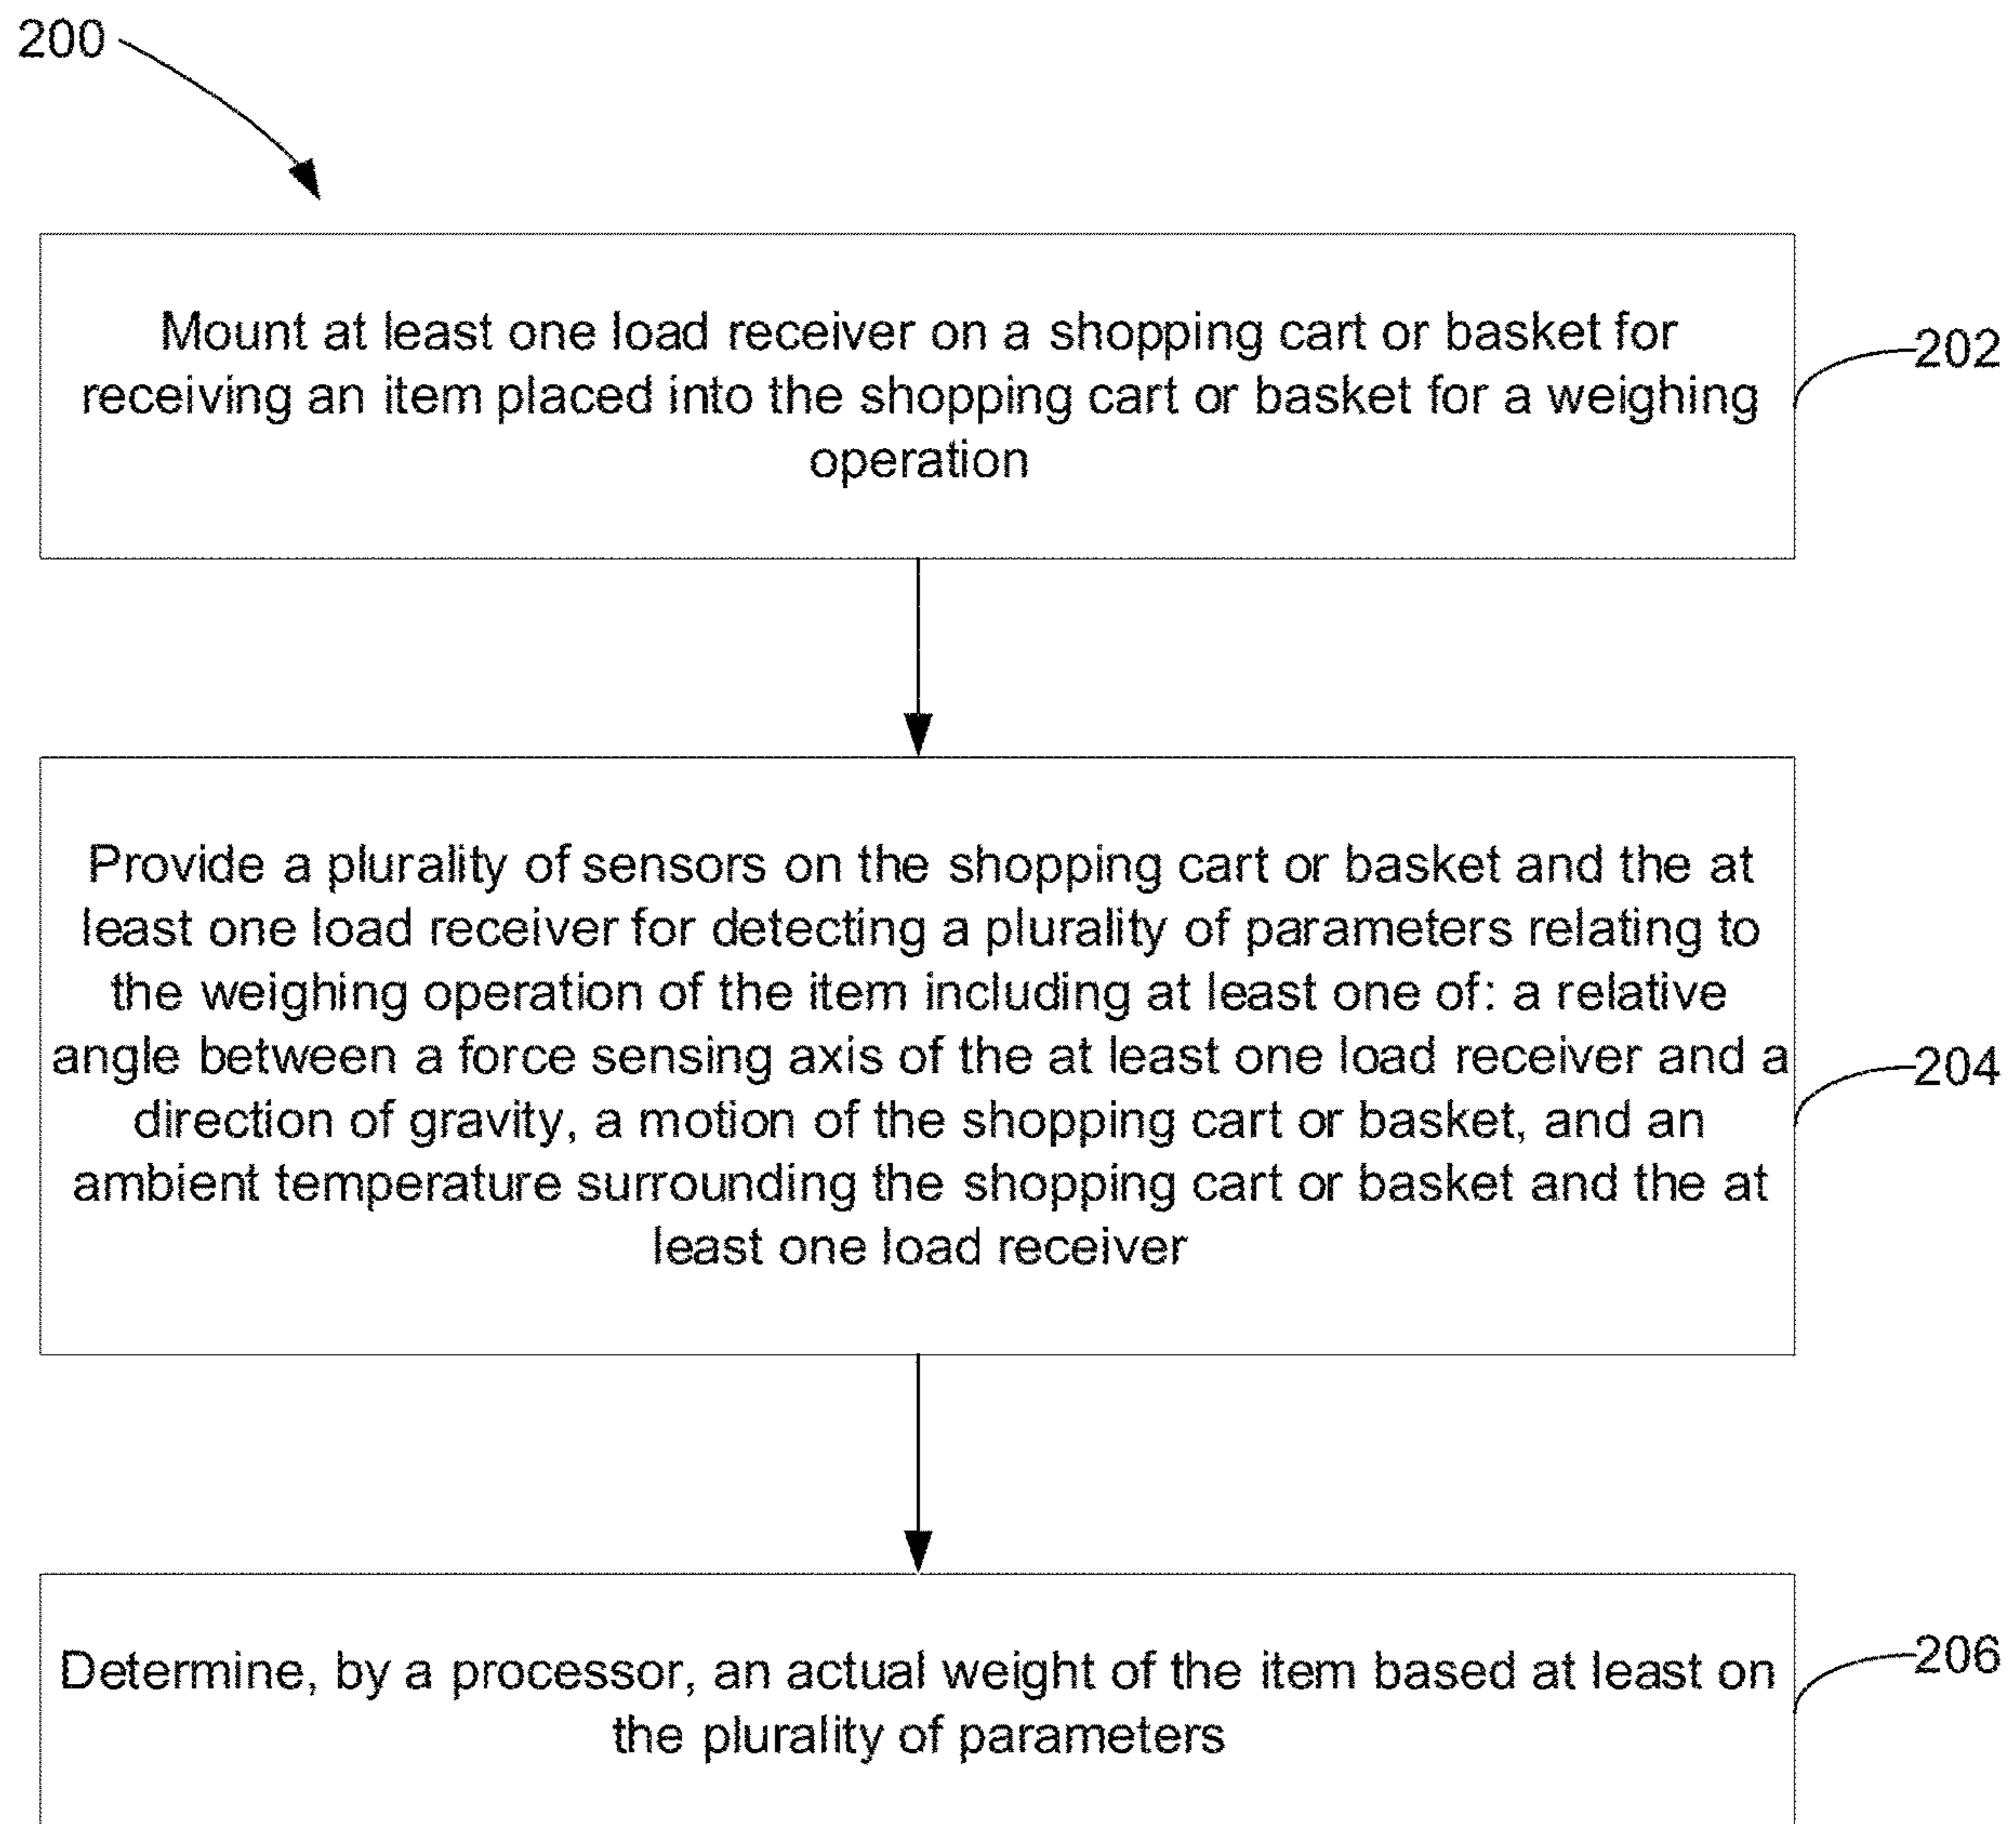 200
Mount at least one load receiver on a shopping cart or basket for
receiving an item placed into the shopping cart or basket for a weighing
operation
202
Provide a plurality of sensors on the shopping cart or basket and the at
least one load receiver for detecting a plurality of parameters relating to
the weighing operation of the item including at least one of: a relative
angle between a force sensing axis of the at least one load receiver and a
direction of gravity, a motion of the shopping cart or basket, and an
ambient temperature surrounding the shopping cart or basket and the at
least one load receiver
204
Determine, by a processor, an actual weight of the item based at least on
the plurality of parameters
206